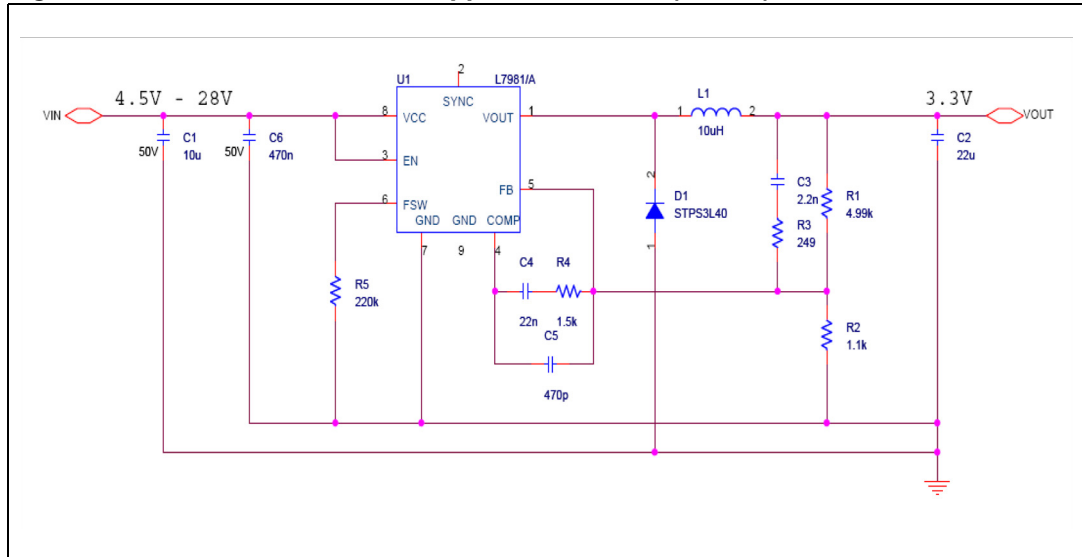 U1
L7981/A
2
SYNC
4.5V - 28V
VIN
8
VCC
VOUT
1
L1
1
2
10uH
3.3V
VOUT
50V
C1
10u
50V
C6
470n
3
EN
FB
5
6
FSW
GND
GND
COMP
7
9
4
2
D1
STPS3L40
1
C3
2.2n
R3
249
R1
4.99k
C2
22u
R5
220k
C4
R4
22n
1.5k
C5
470p
R2
1.1k